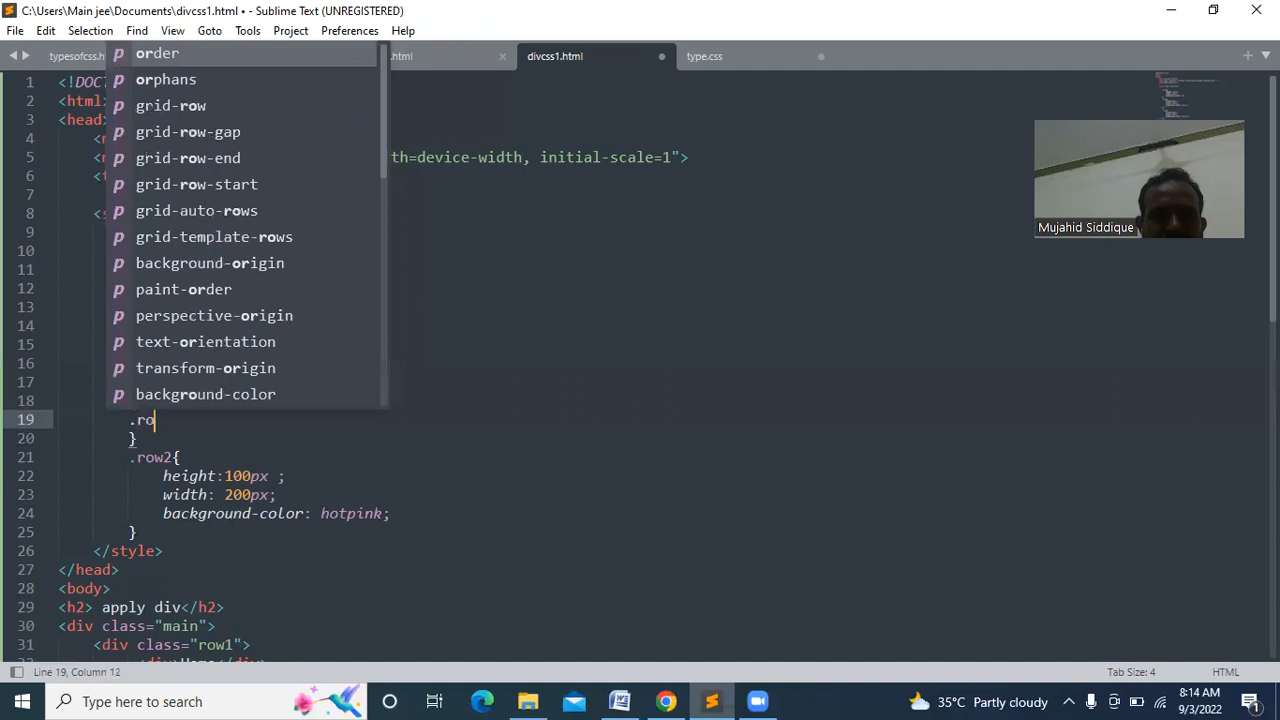 C:\Users\Main jee\Documents\divcss1.html • - Sublime Text (UNREGISTERED)
File Edit Selection Find View Goto Tools Project Preferences Help
typesofcss.h .html divcss1.html type.css
p order
p orphans
p grid-row
p grid-row-gap
p grid-row-end
p grid-row-start
p grid-auto-rows
p grid-template-rows
p background-origin
p paint-order
p perspective-origin
p text-orientation
p transform-origin
p background-color
1 <!DOCT
2 <html>
3 <head>
4 <m
5 <m th=device-width, initial-scale=1">
6 <t
7
8 <s
9
10
11
12
13
14
15
16
17
18
19 .ro
20 }
21 .row2{
22 height:100px ;
23 width: 200px;
24 background-color: hotpink;
25 }
26 </style>
27 </head>
28 <body>
29 <h2> apply div</h2>
30 <div class="main">
31 <div class="row1">
32 <div>Home</div>
Mujahid Siddique
Line 19, Column 12 Tab Size: 4 HTML
Type here to search 35°C Partly cloudy 8:14 AM
9/3/2022 1